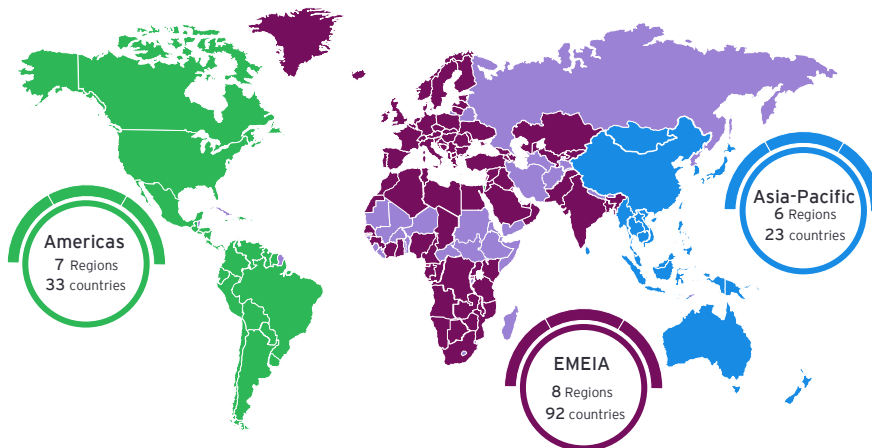 Americas
7 Regions
33 countries
Asia-Pacific
6 Regions
23 countries
EMEIA
8 Regions
92 countries